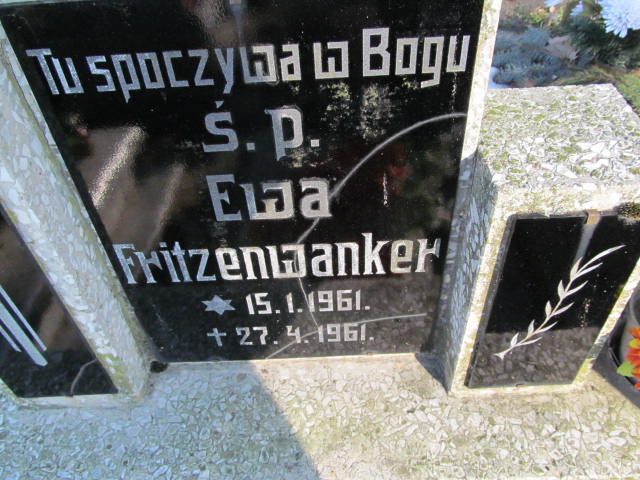 Tu spoczywa w Bogu
Ś. P.
Ewa
Fritzenwanker
15.1.1961.
27.4.1961.